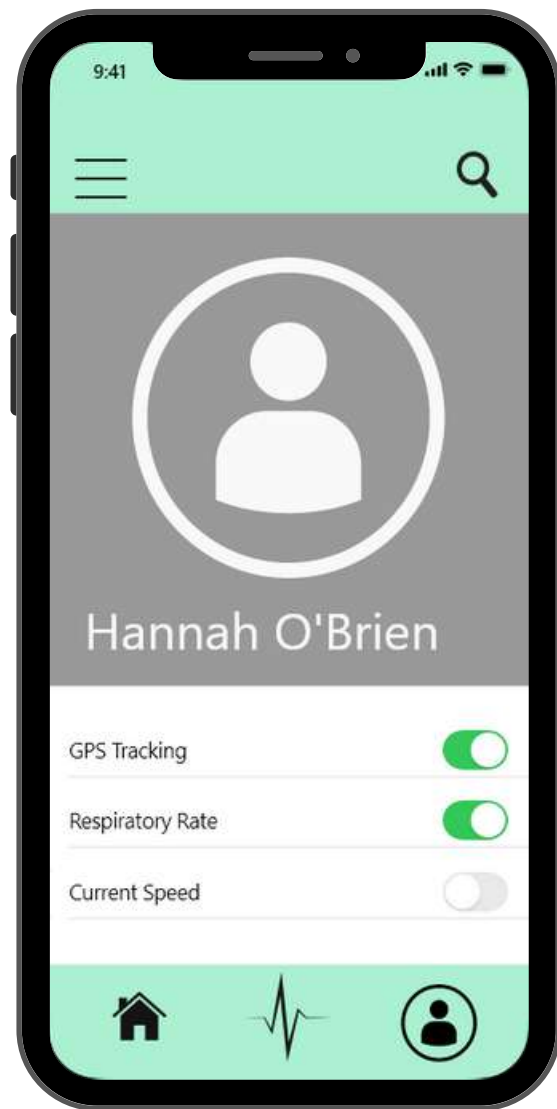 9:41
Hannah O'Brien
GPS Tracking
Respiratory Rate
Current Speed